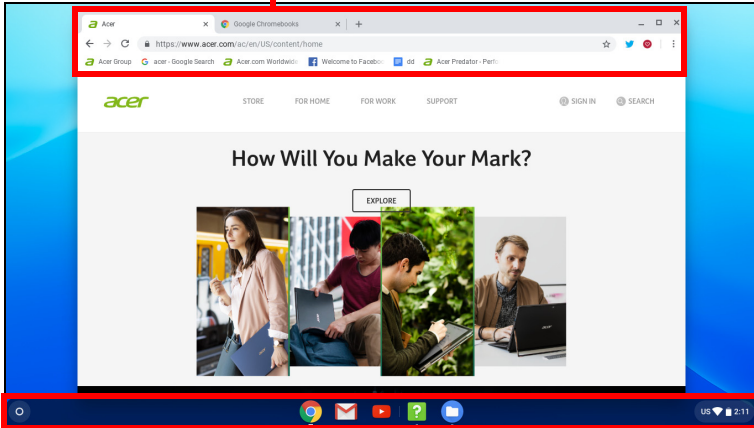 Acer
Google Chromebooks
https://www.acer.com/ac/en/US/content/home
Acer Group
acer - Google Search
Acer.com Worldwide
Welcome to Facebo
dd
Acer Predator - Perfo
acer
STORE
FOR HOME
FOR WORK
SUPPORT
SIGN IN
SEARCH
How Will You Make Your Mark?
EXPLORE
US
2:11